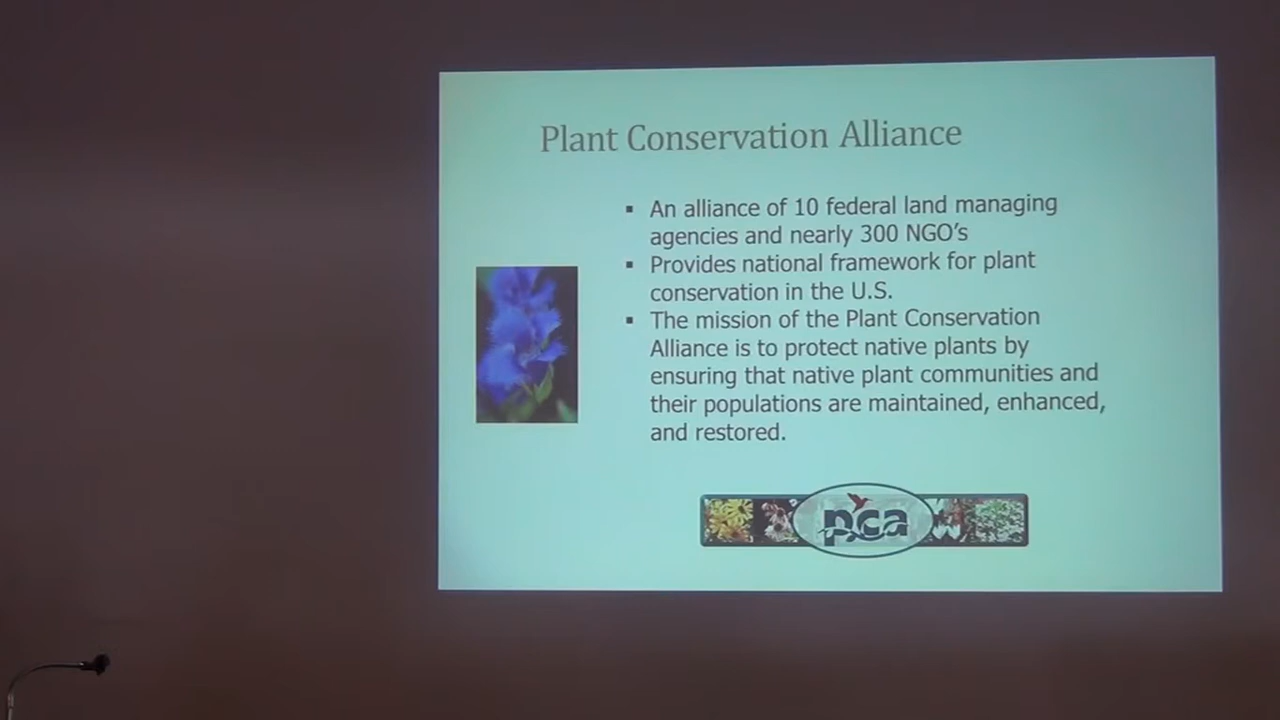 Plant Conservation Alliance
▪ An alliance of 10 federal land managing
agencies and nearly 300 NGO's
▪ Provides national framework for plant
conservation in the U.S.
▪ The mission of the Plant Conservation
Alliance is to protect native plants by
ensuring that native plant communities and
their populations are maintained, enhanced,
and restored.
pca